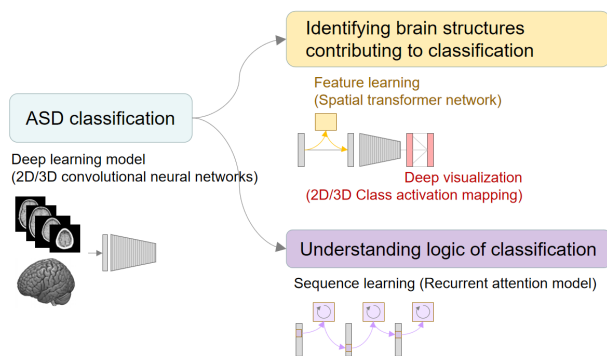 Identifying brain structures
contributing to classification
Feature learning
(Spatial transformer network)
ASD classification
Deep learning model
(2D/3D convolutional neural networks)
Deep visualization
(2D/3D Class activation mapping)
Understanding logic of classification
Sequence learning (Recurrent attention model)